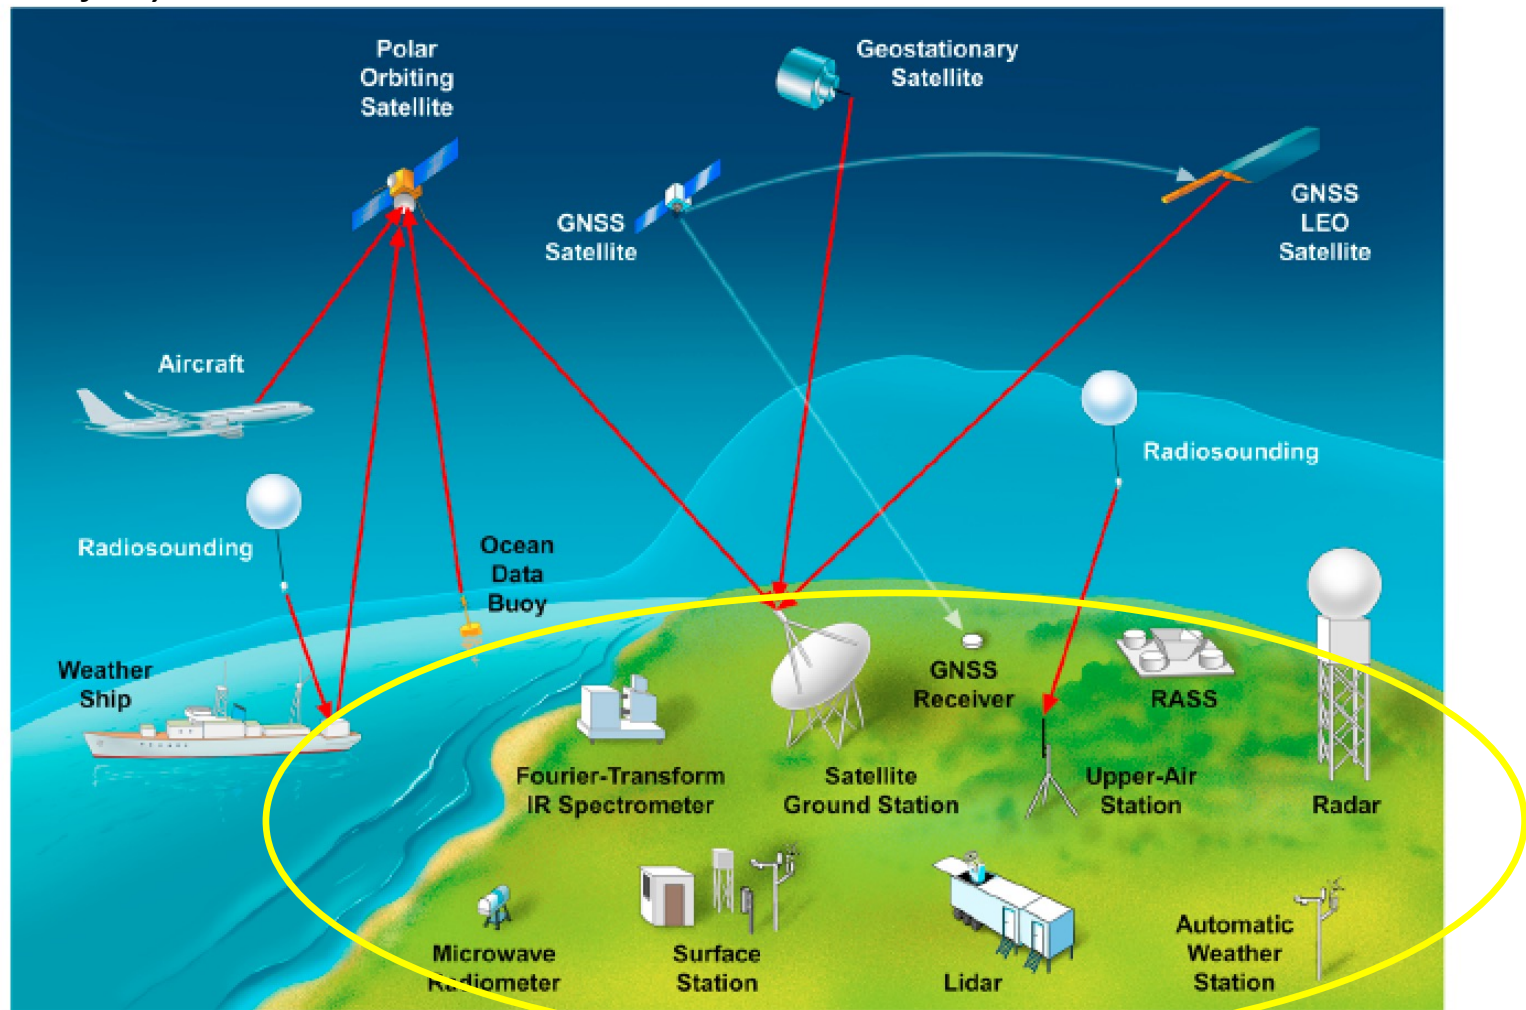 Polar
Orbiting
Satellite
Geostationary
Satellite
GNSS
Satellite
GNSS
LEO
Satellite
Aircraft
Radiosounding
Radiosounding
Ocean
Data
Buoy
Weather
Ship
GNSS
Receiver
RASS
Fourier-Transform
IR Spectrometer
Satellite
Ground Station
Upper-Air
Station
Radar
Microwave
Radiometer
Surface
Station
Lidar
Automatic
Weather
Station